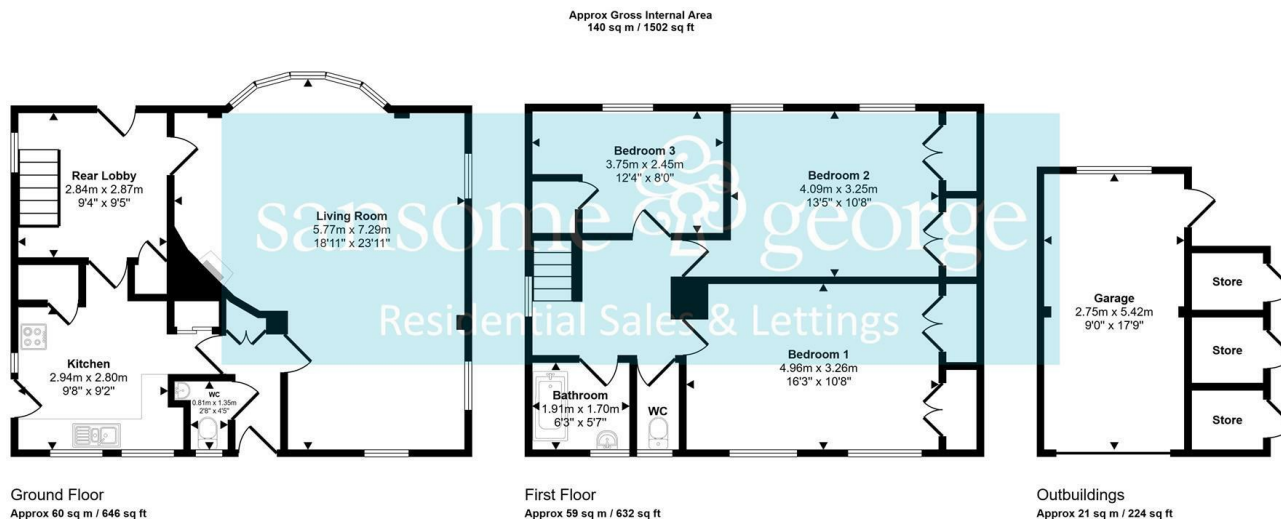 Approx Gross Internal Area
140 sq m / 1502 sq ft
Rear Lobby
2.84m x 2.87m
9'4" x 9'5"
Living Room
5.77m x 7.29m
18'11" x 23'11"
Kitchen
2.94m x 2.80m
9'8" x 9'2"
WC
0.81m x 1.35m
2'8" x 4'5"
Ground Floor
Approx 60 sq m / 646 sq ft
Bedroom 3
3.75m x 2.45m
12'4" x 8'0"
Bedroom 2
4.09m x 3.25m
13'5" x 10'8"
Bedroom 1
4.96m x 3.26m
16'3" x 10'8"
Bathroom
1.91m x 1.70m
6'3" x 5'7"
WC
First Floor
Approx 59 sq m / 632 sq ft
Garage
2.75m x 5.42m
9'0" x 17'9"
Store
Store
Store
Outbuildings
Approx 21 sq m / 224 sq ft
sansome george
Residential Sales & Lettings